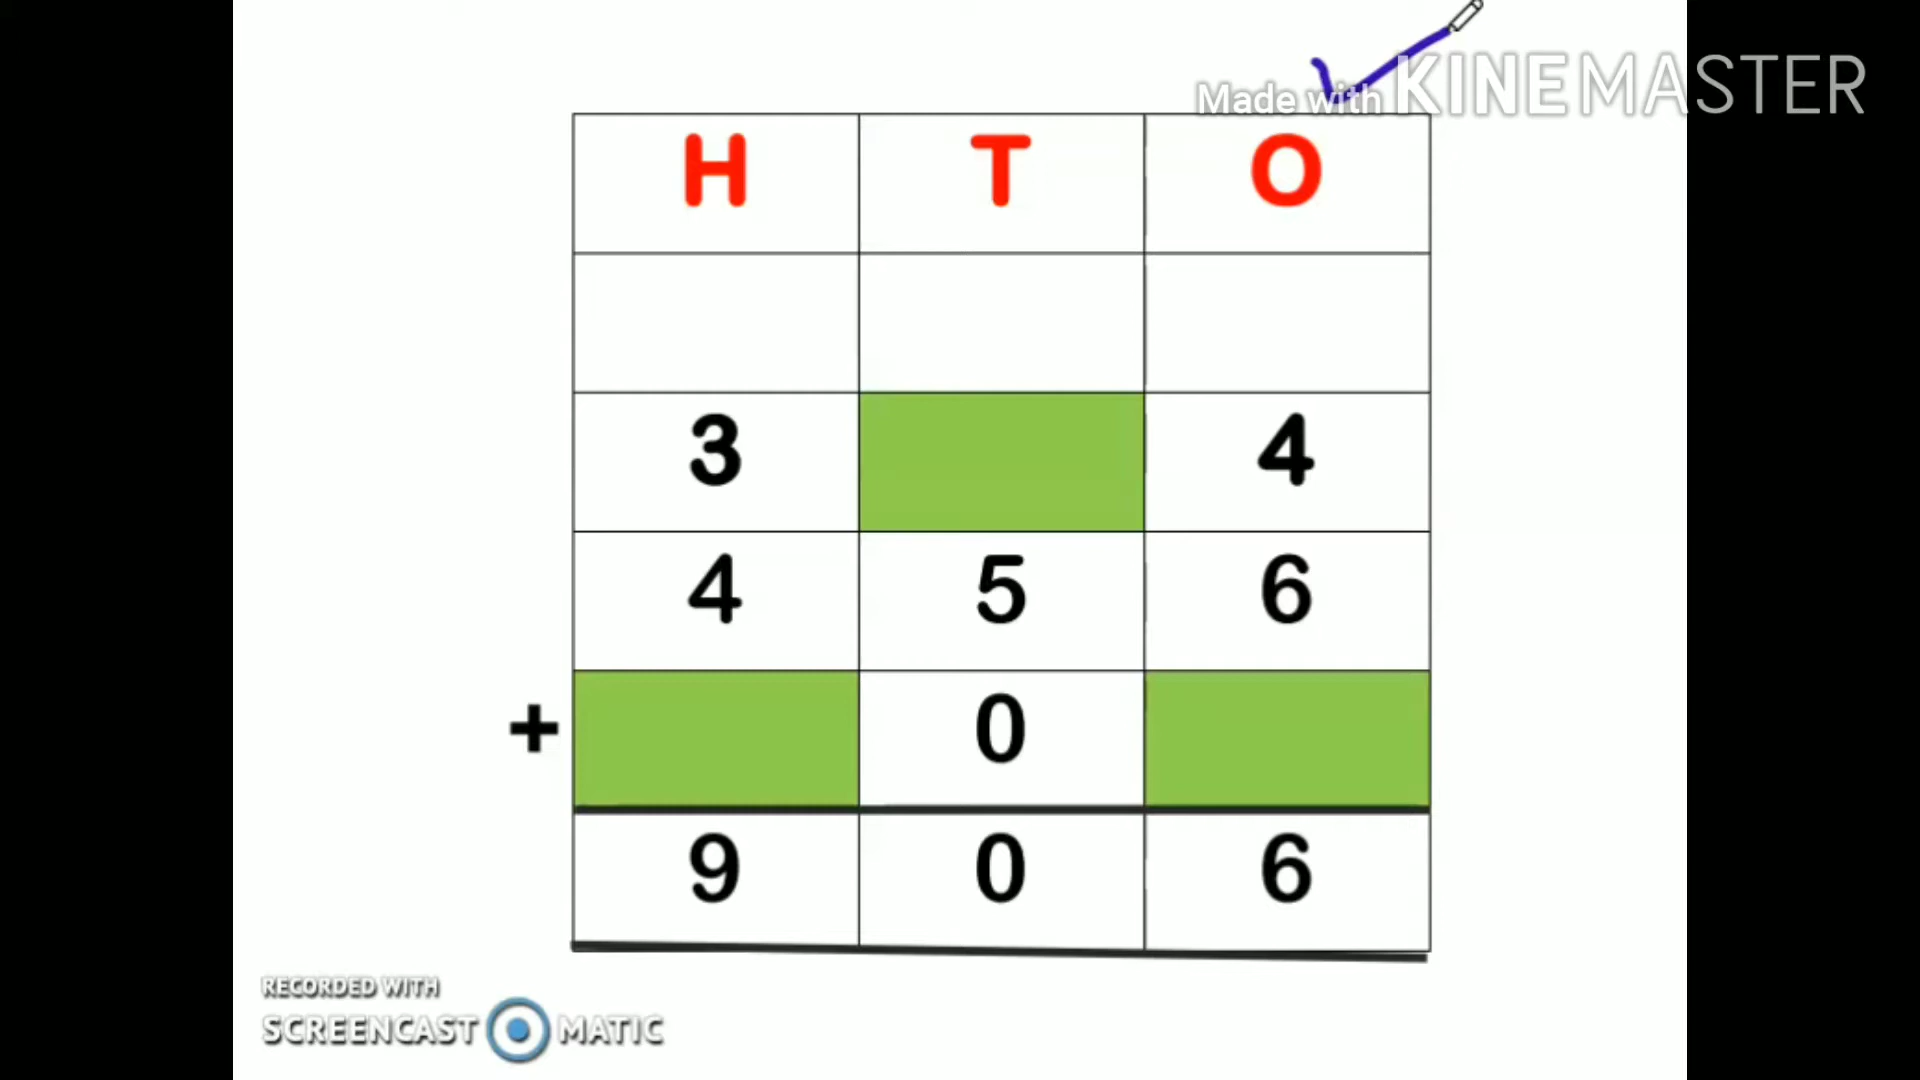 Made with KINEMASTER
H T O
3 4
4 5 6
+ 0
9 0 6
RECORDED WITH
SCREENCAST MATIC